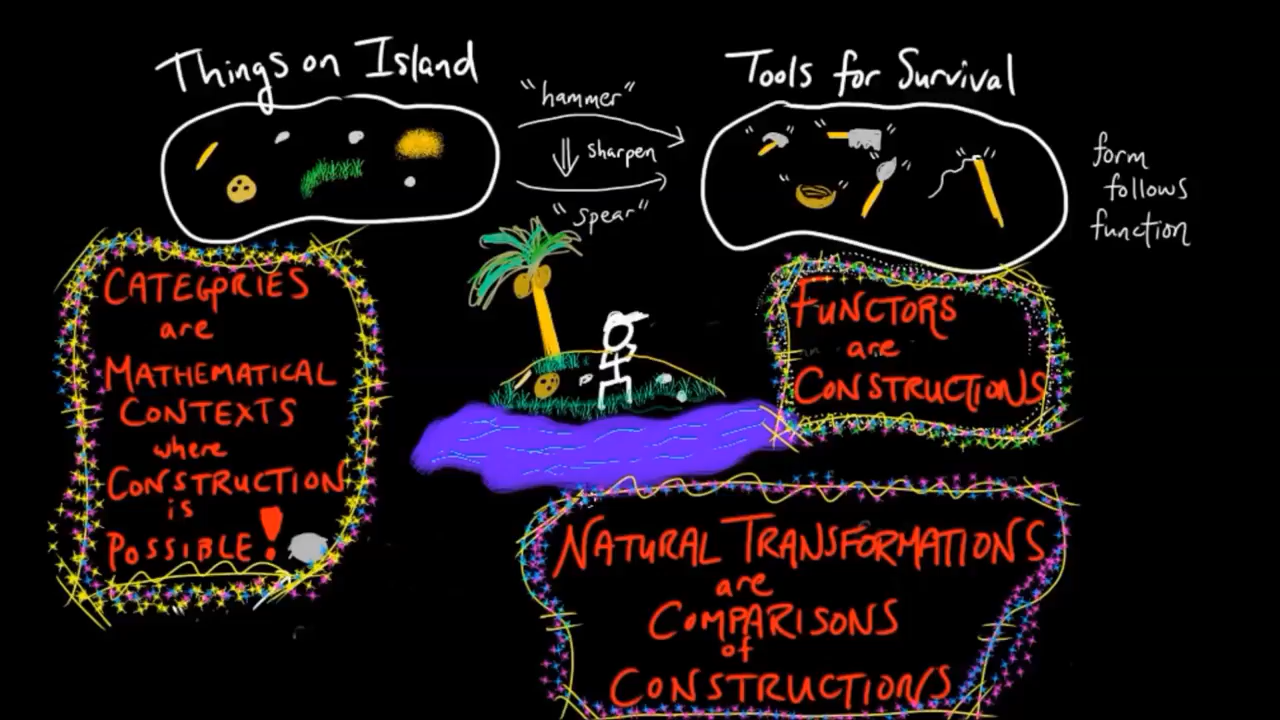 Things on Island
"hammer"
sharpen
"spear"
Tools for Survival
form
follows
function
CATEGORIES
are
MATHEMATICAL
CONTEXTS
where
CONSTRUCTION
is
POSSIBLE!
FUNCTORS
are
CONSTRUCTIONS
NATURAL TRANSFORMATIONS
are
COMPARISONS
of
CONSTRUCTIONS